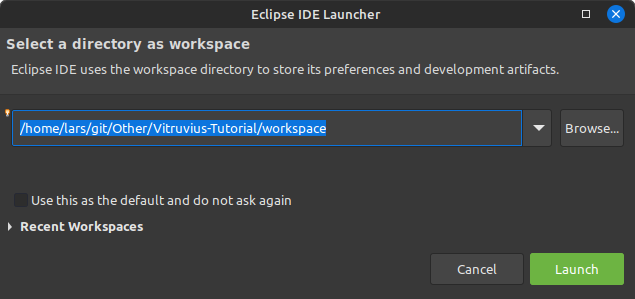 Eclipse IDE Launcher
Select a directory as workspace
Eclipse IDE uses the workspace directory to store its preferences and development artifacts.
/home/lars/git/Other/Vitruvius-Tutorial/workspace
Browse...
Use this as the default and do not ask again
Recent Workspaces
Cancel
Launch